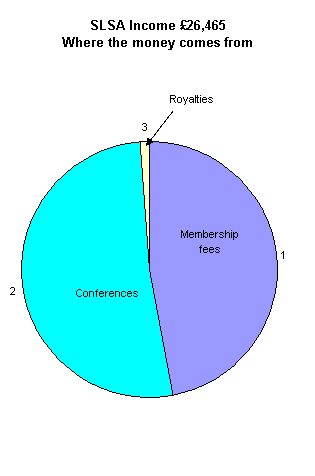 SLSA Income £26,465
Where the money comes from
Royalties
3
Membership
fees
1
Conferences
2